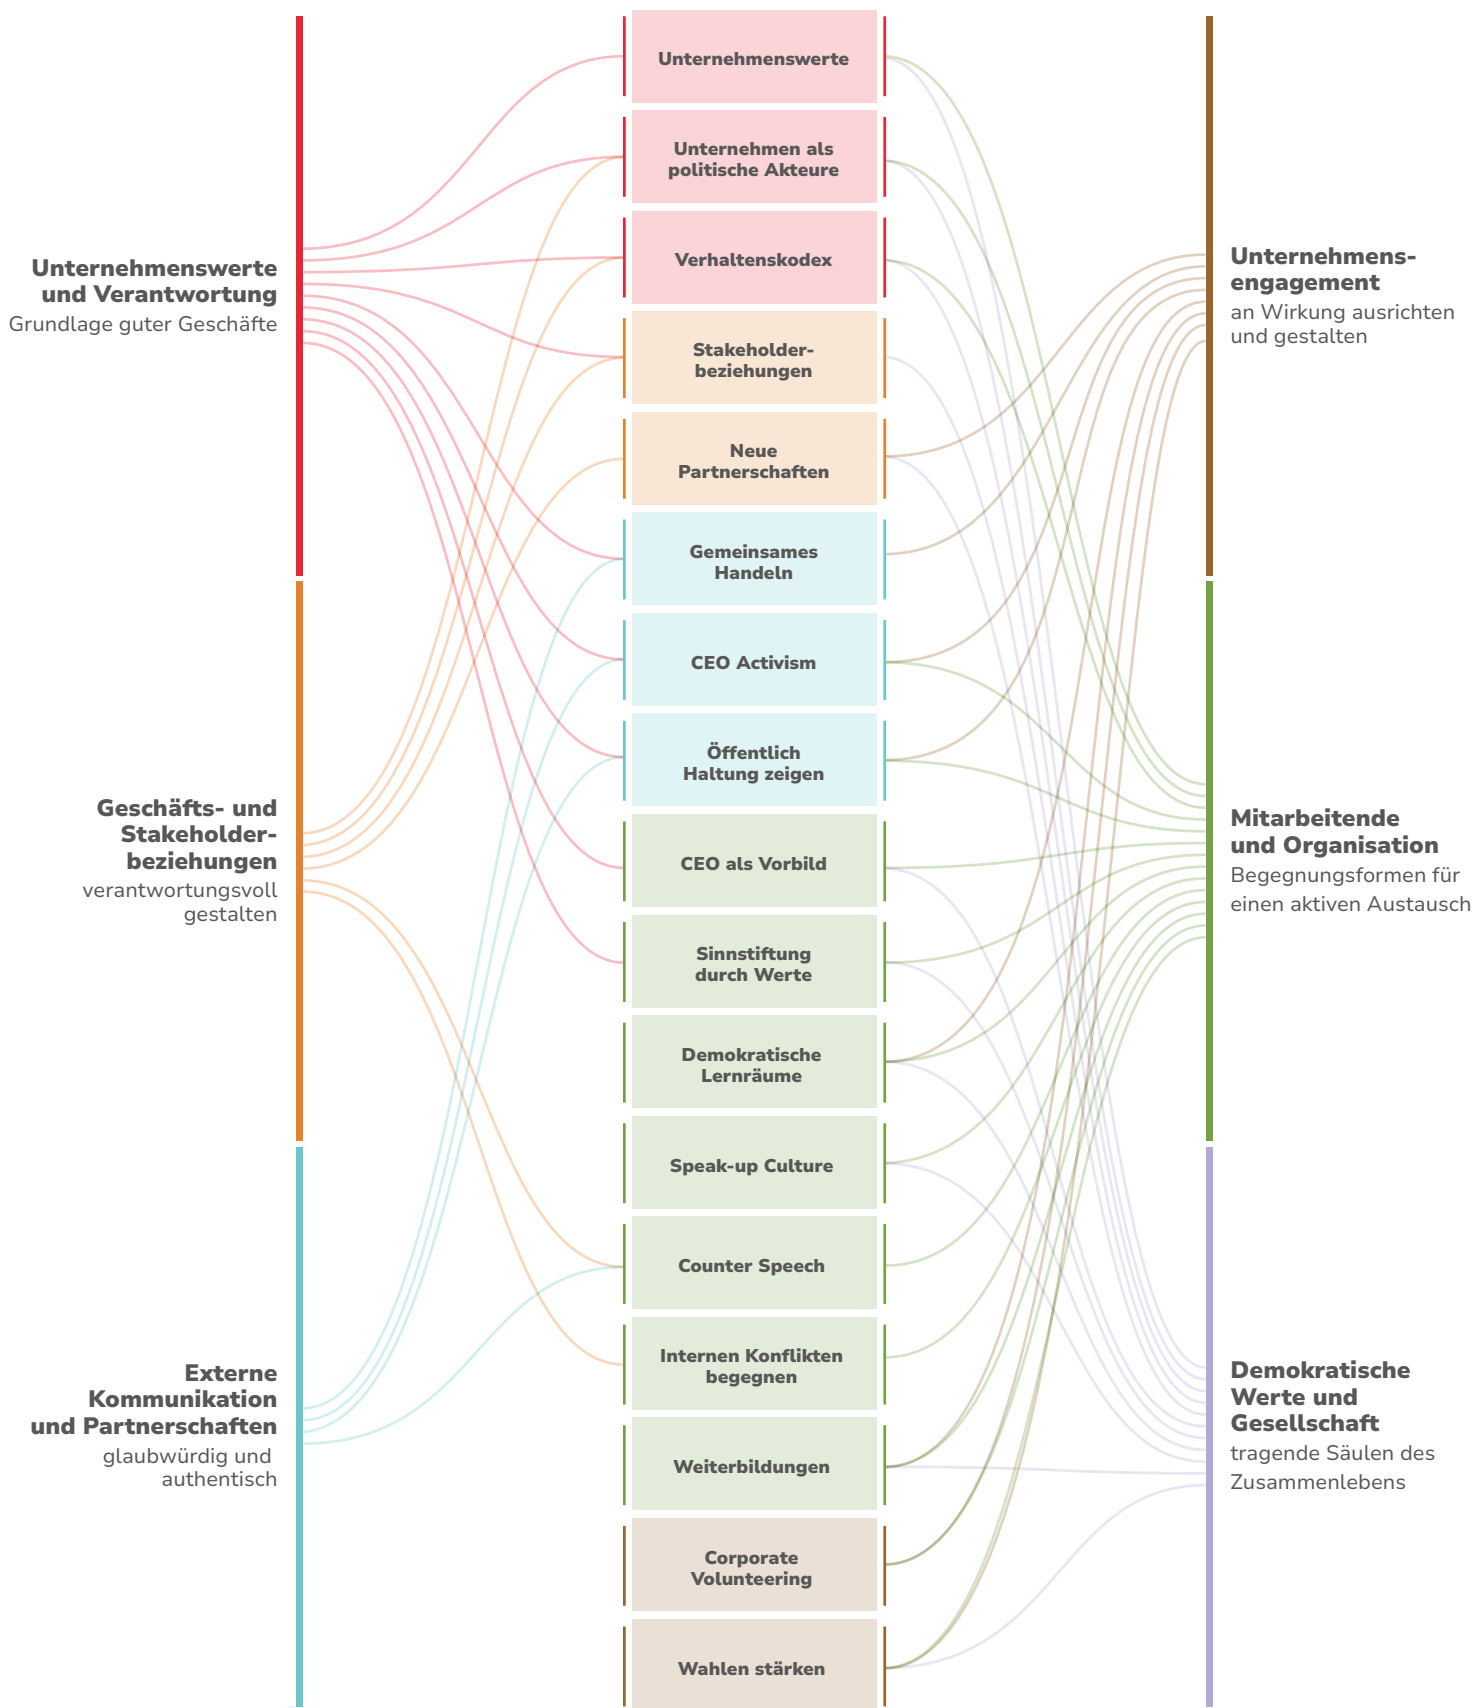 Unternehmenswerte
und Verantwortung
Grundlage guter Geschäfte
Geschäfts- und
Stakeholder-
beziehungen
verantwortungsvoll
gestalten
Externe
Kommunikation
und Partnerschaften
glaubwürdig und
authentisch
Unternehmenswerte
Unternehmen als
politische Akteure
Verhaltenskodex
Stakeholder-
beziehungen
Neue
Partnerschaften
Gemeinsames
Handeln
CEO Activism
Öffentlich
Haltung zeigen
CEO als Vorbild
Sinnstiftung
durch Werte
Demokratische
Lernräume
Speak-up Culture
Counter Speech
Internen Konflikten
begegnen
Weiterbildungen
Corporate
Volunteering
Wahlen stärken
Unternehmens-
engagement
an Wirkung ausrichten
und gestalten
Mitarbeitende
und Organisation
Begegnungsformen für
einen aktiven Austausch
Demokratische
Werte und
Gesellschaft
tragende Säulen des
Zusammenlebens